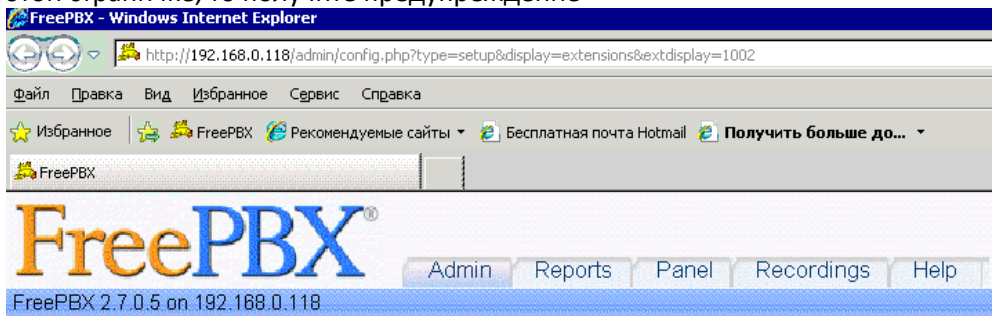 FreePBX - Windows Internet Explorer
http://192.168.0.118/admin/config.php?type=setup&display=extensions&extdisplay=1002
Файл Правка Вид Избранное Сервис Справка
Избранное FreePBX Рекомендуемые сайты Бесплатная почта Hotmail Получить больше до...
FreePBX
FreePBX®
Admin Reports Panel Recordings Help
FreePBX 2.7.0.5 on 192.168.0.118